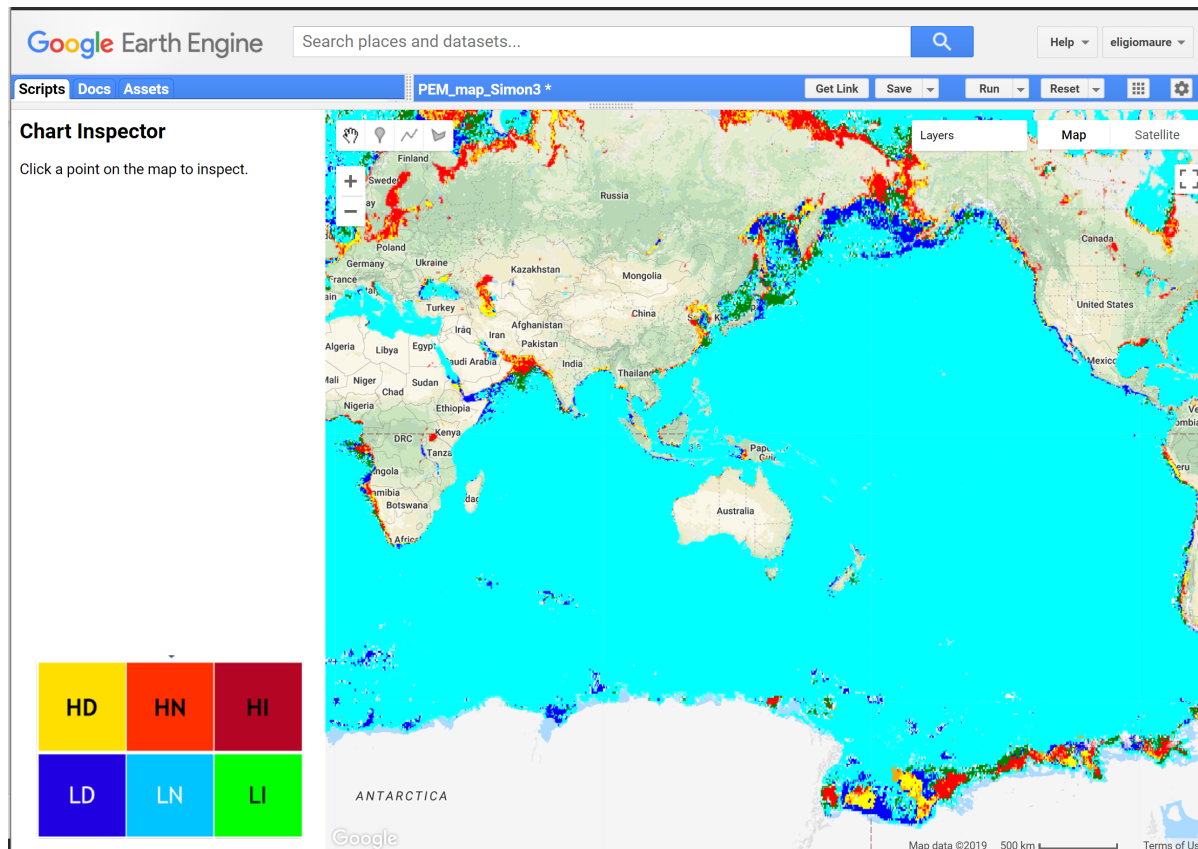 Google Earth Engine
Search places and datasets...
Help
eligiomaure
Scripts Docs Assets
PEM_map_Simon3 *
Get Link Save Run Reset
Chart Inspector
Click a point on the map to inspect.
Layers
Map Satellite
Finland
Russia
Poland
Germany
Ukraine
Kazakhstan
Mongolia
Turkey
China
Canada
United States
Iraq
Iran
Afghanistan
Pakistan
Algeria
Libya
Egypt
India
Thailand
Mexico
Niger
Chad
Sudan
Nigeria
Ethiopia
DRC
Kenya
Botswana
Australia
HD HN HI
LD LN LI
ANTARCTICA
Google
Map data ©2019 500 km